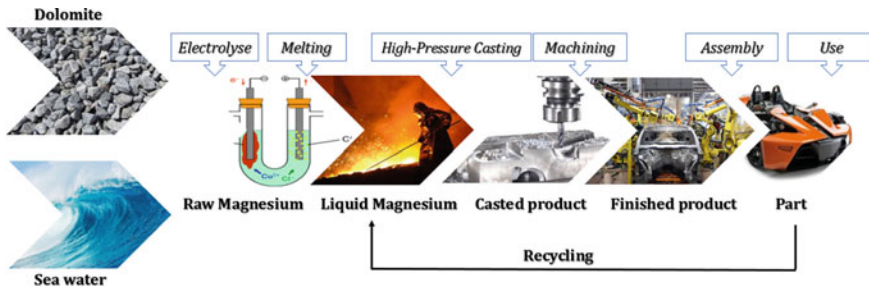 Dolomite
Electrolyse
Melting
High-Pressure Casting
Machining
Assembly
Use
Raw Magnesium
Liquid Magnesium
Casted product
Finished product
Part
Recycling
Sea water